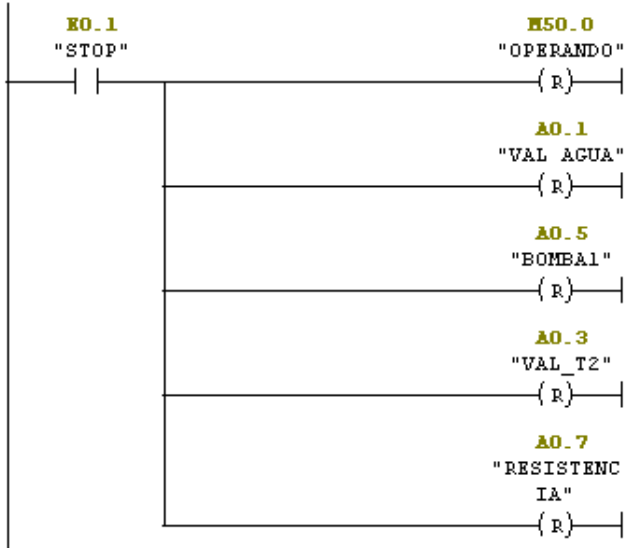 E0.1
"STOP"
M50.0
"OPERANDO"
( R )
A0.1
"VAL AGUA"
( R )
A0.5
"BOMBA1"
( R )
A0.3
"VAL_T2"
( R )
A0.7
"RESISTENC
IA"
( R )